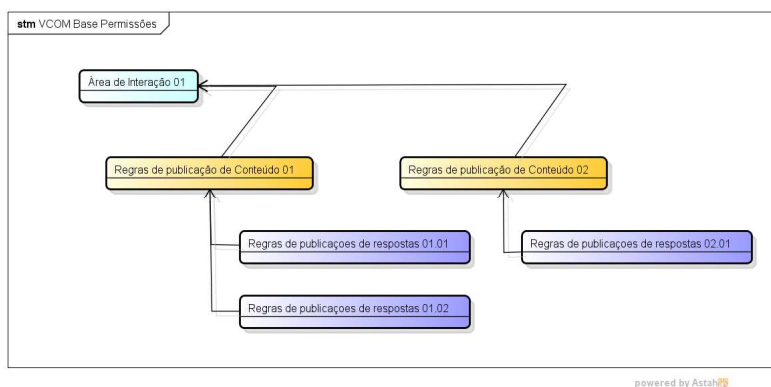 stm VCOM Base Permissões
Área de Interação 01
Regras de publicação de Conteúdo 01
Regras de publicação de Conteúdo 02
Regras de publicaçoes de respostas 01.01
Regras de publicaçoes de respostas 02.01
Regras de publicaçoes de respostas 01.02
powered by Astah